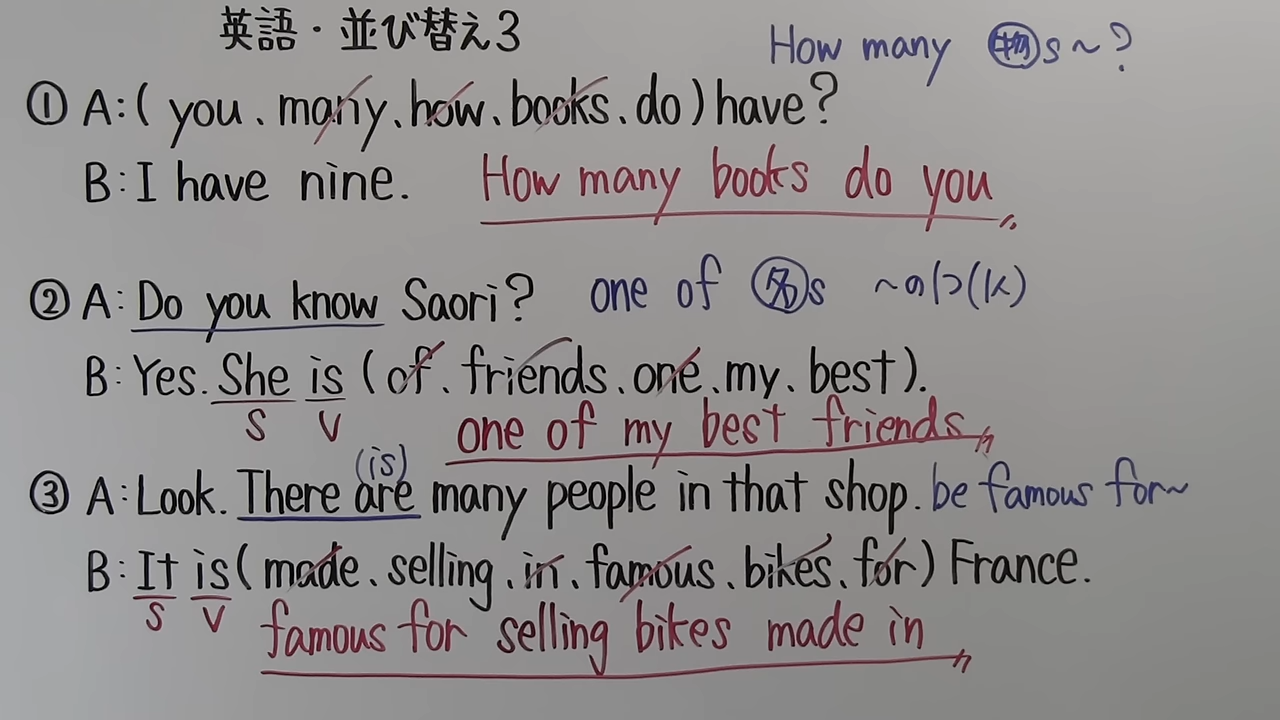 英語・並び替え3
How many 物s~?
① A:(you.many.how.books.do)have?
B:I have nine. How many books do you
② A:Do you know Saori? one of 名s ~の1つ(1人)
B:Yes.She is(of.friends.one.my.best).
S V one of my best friends
(is)
③ A:Look.There are many people in that shop. be famous for~
B:It is(made.selling.in.famous.bikes.for)France.
S V famous for selling bikes made in